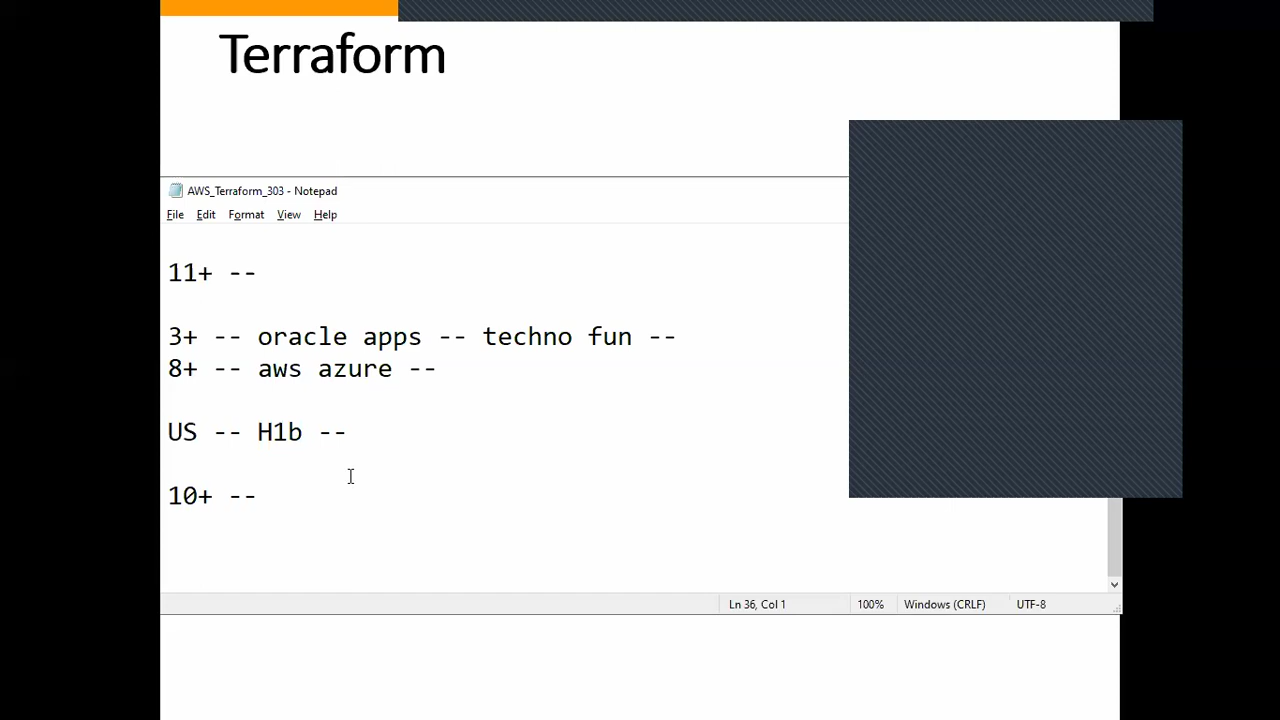 Terraform
AWS_Terraform_303 - Notepad
File Edit Format View Help
11+ --
3+ -- oracle apps -- techno fun --
8+ -- aws azure --
US -- H1b --
10+ --
Ln 36, Col 1 100% Windows (CRLF) UTF-8